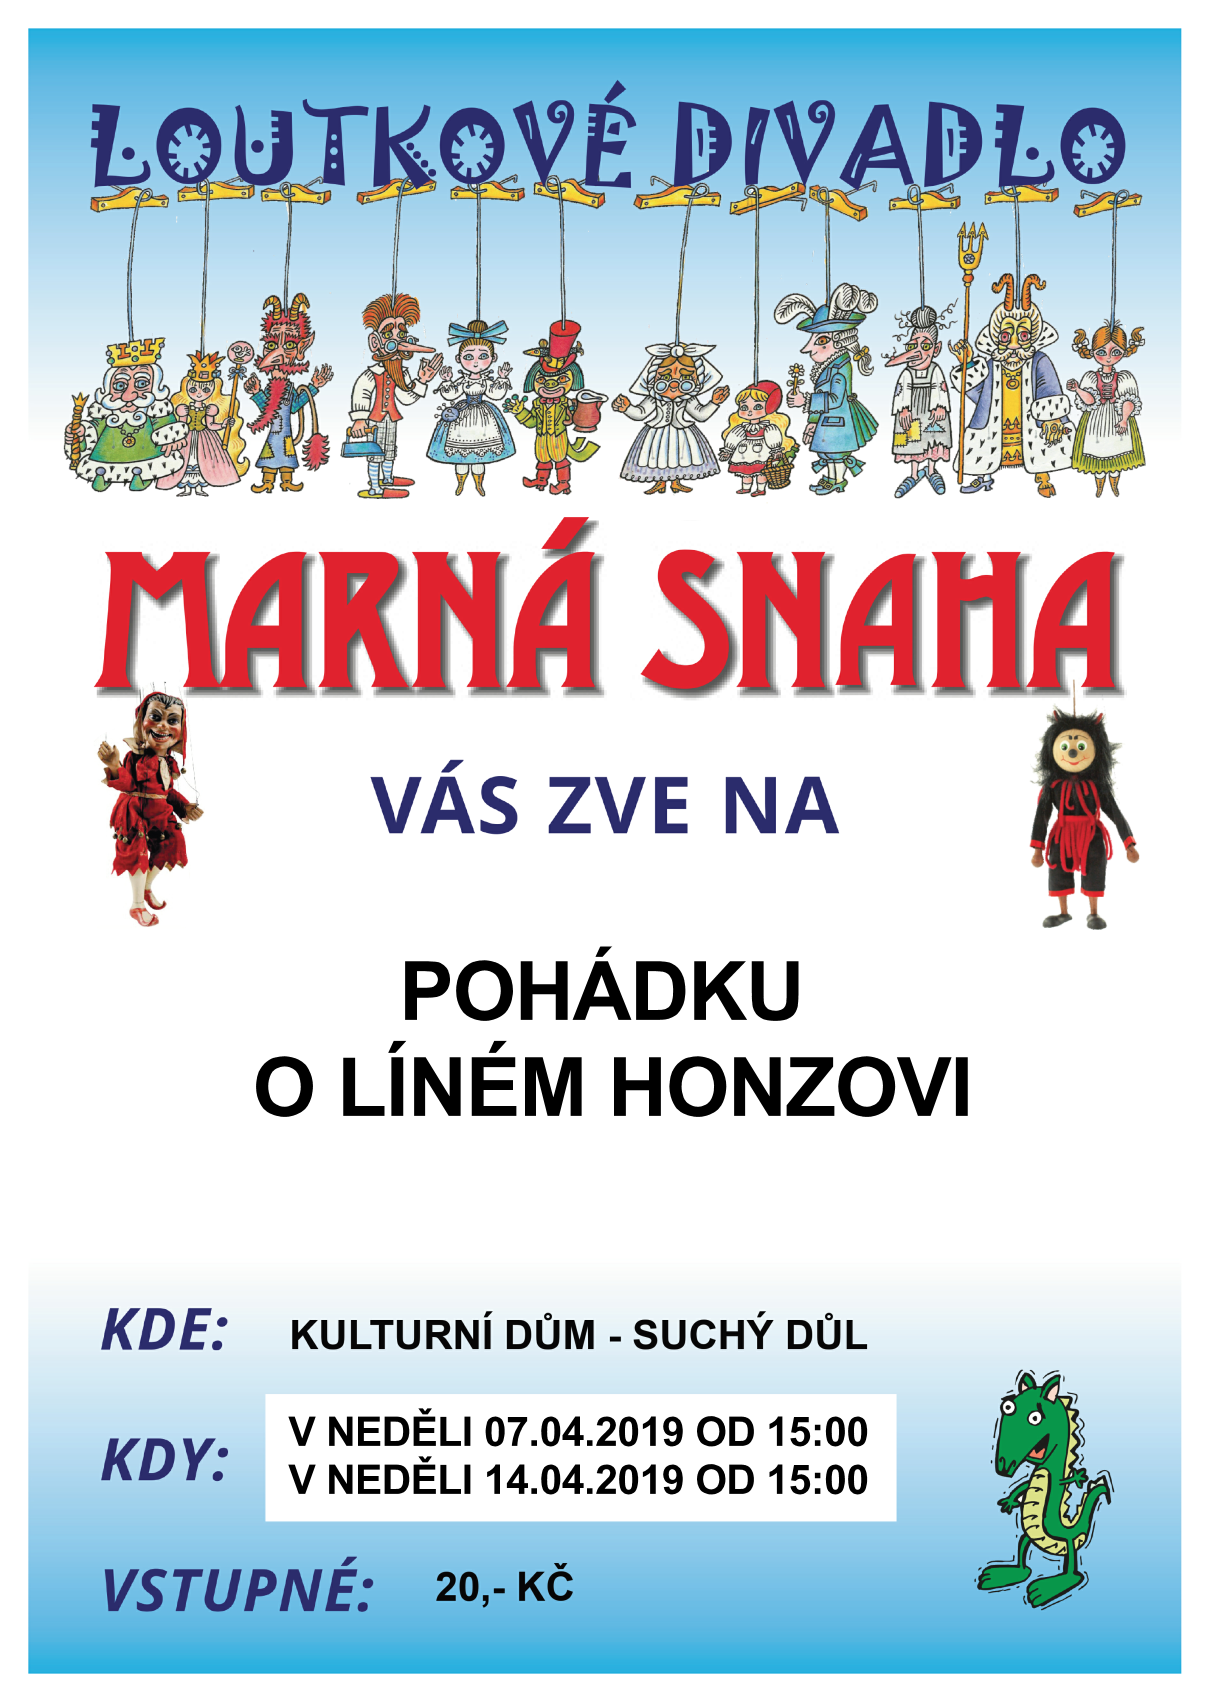 LOUTKOVÉ DIVADLO
MARNÁ SNAHA
VÁS ZVE NA
POHÁDKU
O LÍNÉM HONZOVI
KDE: KULTURNÍ DŮM - SUCHÝ DŮL
KDY: V NEDĚLI 07.04.2019 OD 15:00
V NEDĚLI 14.04.2019 OD 15:00
VSTUPNÉ: 20,- KČ